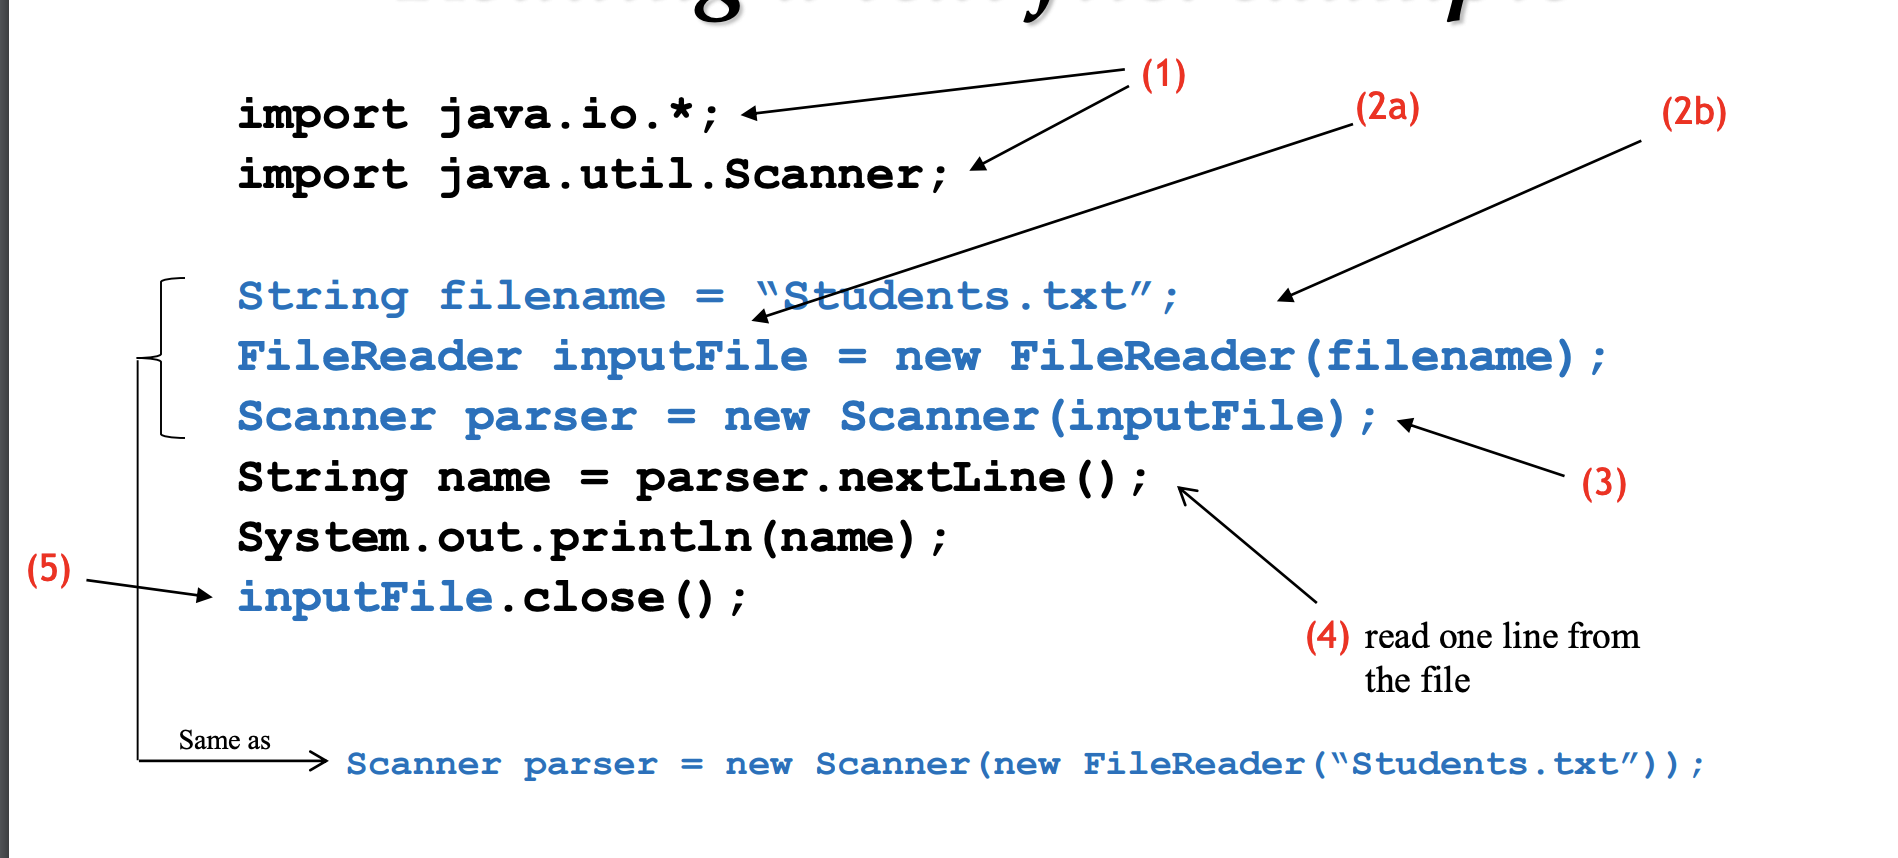 import java.io.*;
(1)
(2a)
(2b)
import java.util.Scanner;
String filename = “Students.txt”;
FileReader inputFile = new FileReader(filename);
Scanner parser = new Scanner(inputFile);
String name = parser.nextLine();
(3)
System.out.println(name);
(5)
inputFile.close();
(4) read one line from
the file
Same as
Scanner parser = new Scanner(new FileReader(“Students.txt”));